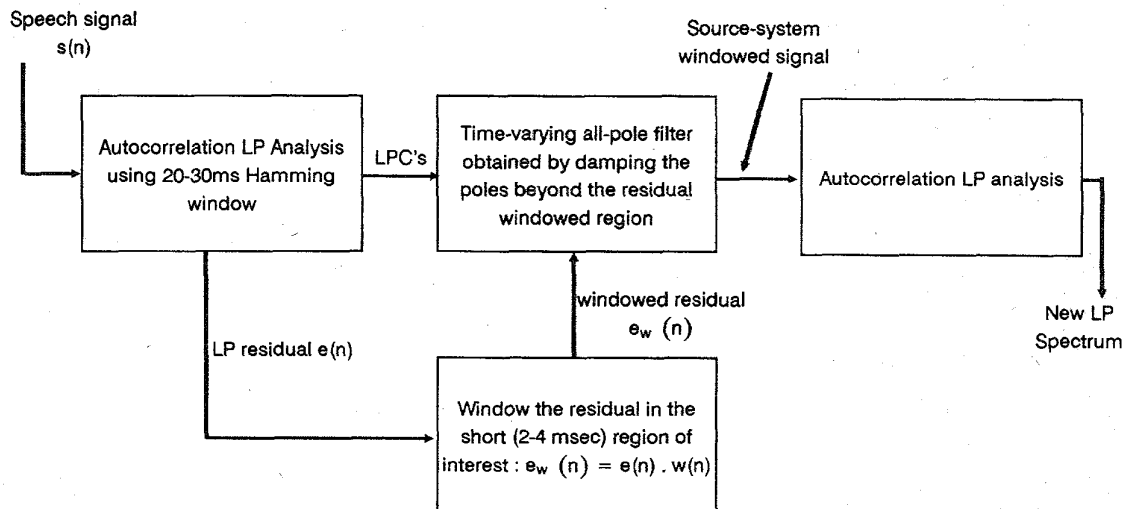 Speech signal
s(n)
Source-system
windowed signal
Autocorrelation LP Analysis
using 20-30ms Hamming
window
LPC's
Time-varying all-pole filter
obtained by damping the
poles beyond the residual
windowed region
Autocorrelation LP analysis
LP residual e(n)
windowed residual
e_w (n)
New LP
Spectrum
Window the residual in the
short (2-4 msec) region of
interest : e_w (n) = e(n) . w(n)